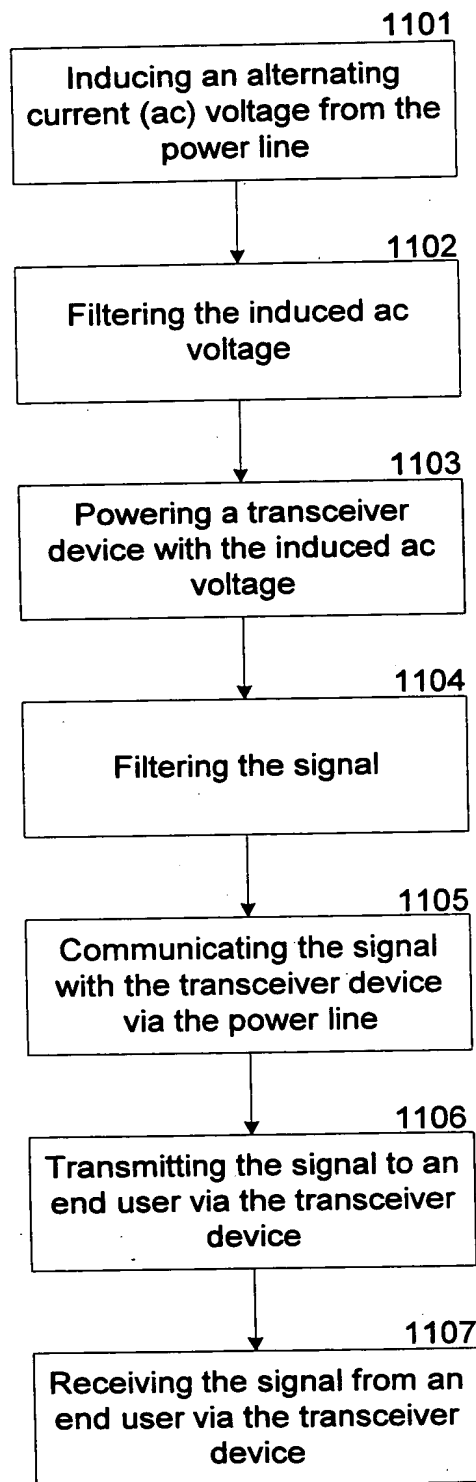 1101
Inducing an alternating
current (ac) voltage from the
power line
1102
Filtering the induced ac
voltage
1103
Powering a transceiver
device with the induced ac
voltage
1104
Filtering the signal
1105
Communicating the signal
with the transceiver device
via the power line
1106
Transmitting the signal to an
end user via the transceiver
device
1107
Receiving the signal from an
end user via the transceiver
device